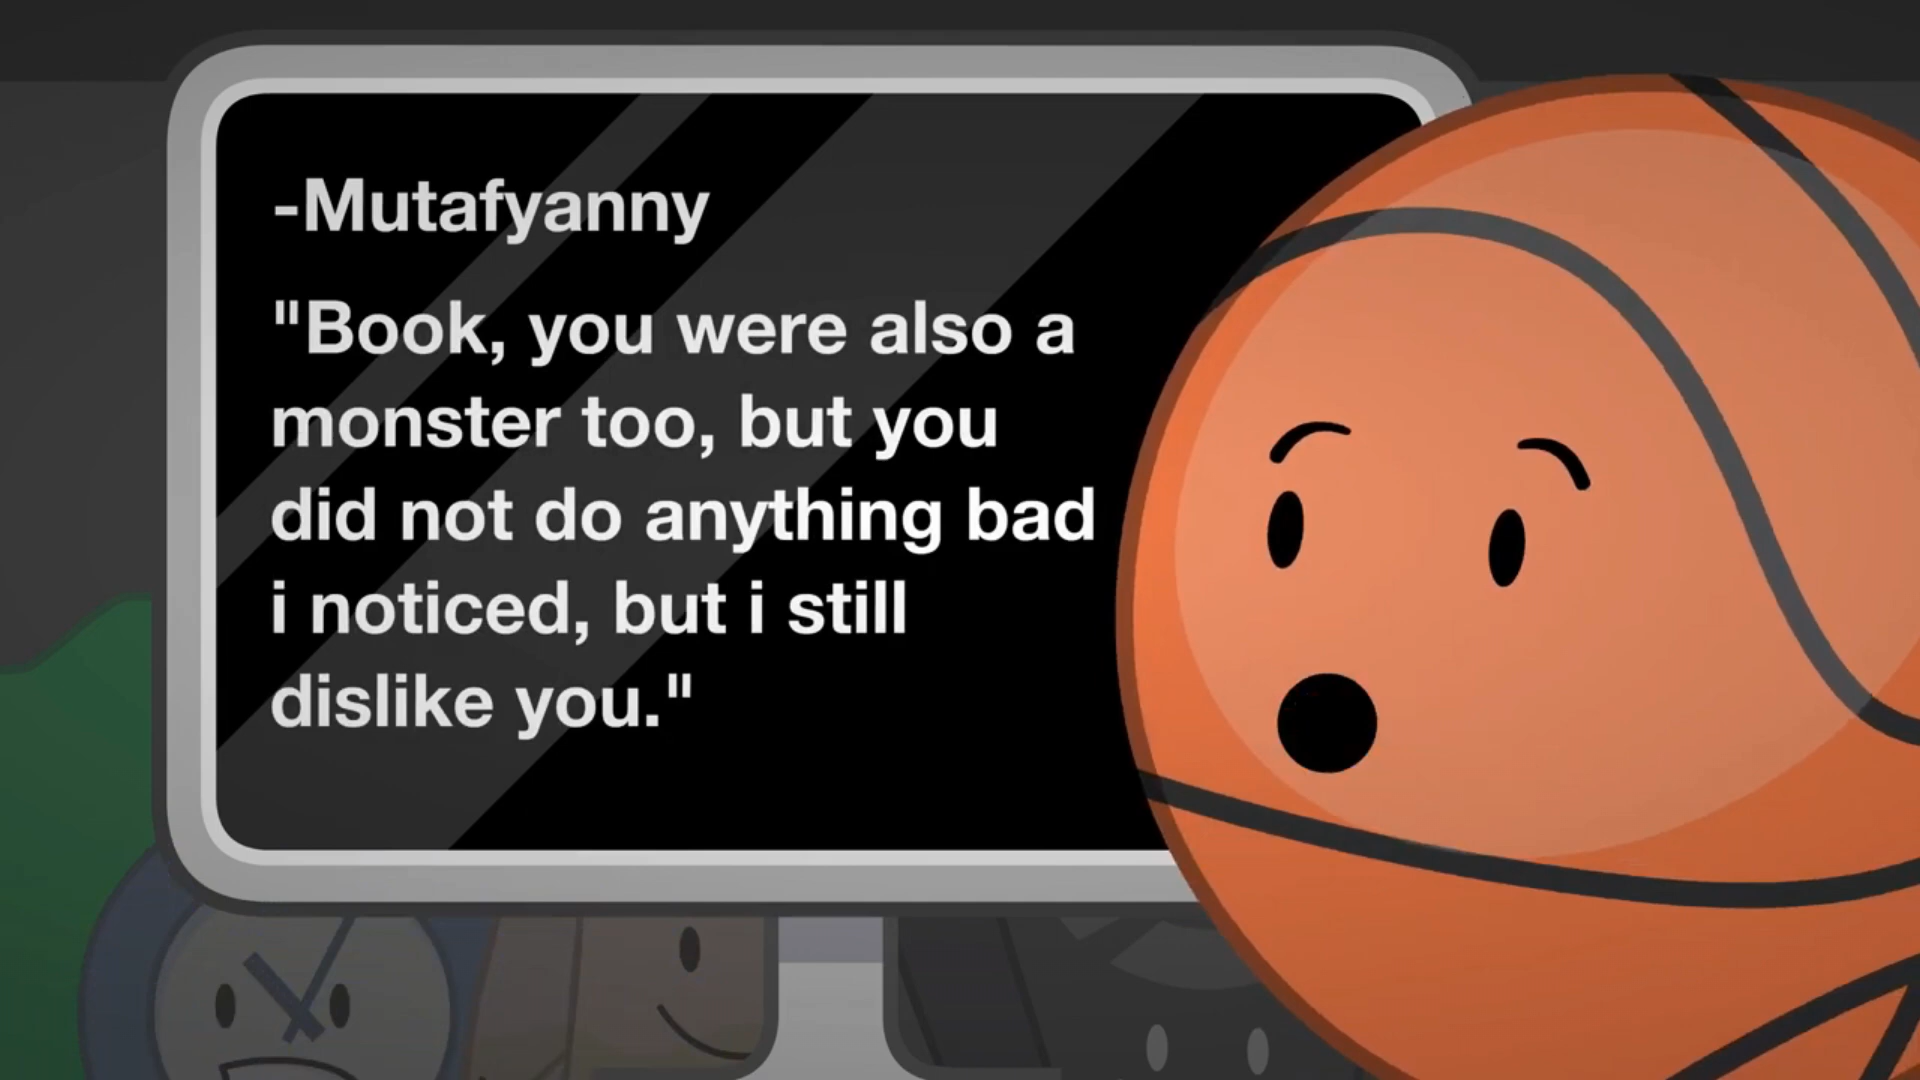 -Mutafyanny
"Book, you were also a
monster too, but you
did not do anything bad
i noticed, but i still
dislike you."